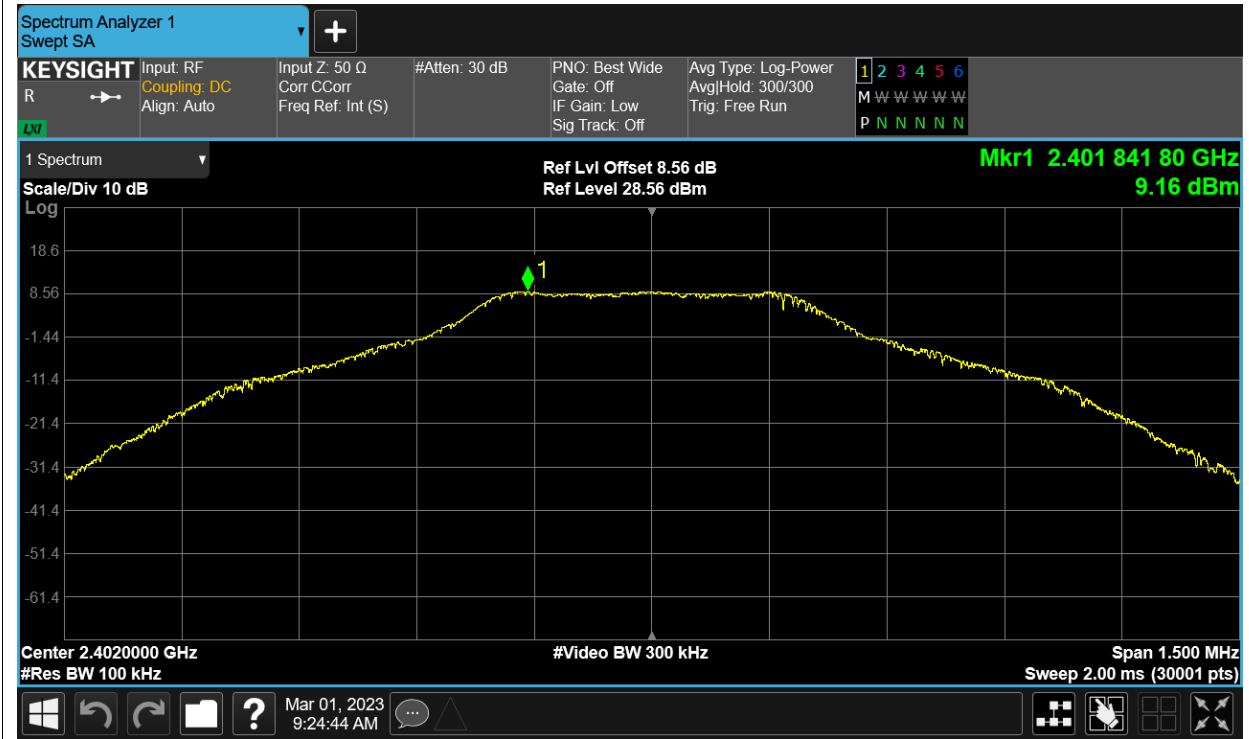 Spectrum Analyzer 1
Swept SA
KEYSIGHT
R
LXI
Input: RF
Coupling: DC
Align: Auto
Input Z: 50 Ω
Corr CCorr
Freq Ref: Int (S)
#Atten: 30 dB
PNO: Best Wide
Gate: Off
IF Gain: Low
Sig Track: Off
Avg Type: Log-Power
Avg|Hold: 300/300
Trig: Free Run
1 2 3 4 5 6
M W W W W W
P N N N N N
1 Spectrum
Scale/Div 10 dB
Log
Ref Lvl Offset 8.56 dB
Ref Level 28.56 dBm
Mkr1 2.401 841 80 GHz
9.16 dBm
18.6
1
8.56
-1.44
-11.4
-21.4
-31.4
-41.4
-51.4
-61.4
Center 2.4020000 GHz
#Res BW 100 kHz
#Video BW 300 kHz
Span 1.500 MHz
Sweep 2.00 ms (30001 pts)
?
Mar 01, 2023
9:24:44 AM